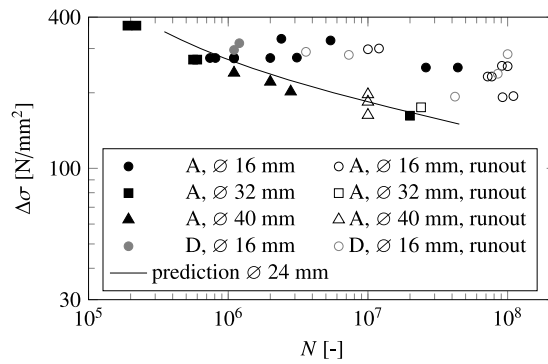 400
Δσ [N/mm²]
100
A, ∅ 16 mm A, ∅ 16 mm, runout
A, ∅ 32 mm A, ∅ 32 mm, runout
A, ∅ 40 mm A, ∅ 40 mm, runout
D, ∅ 16 mm D, ∅ 16 mm, runout
prediction ∅ 24 mm
30
10⁵ 10⁶ 10⁷ 10⁸
N [-]